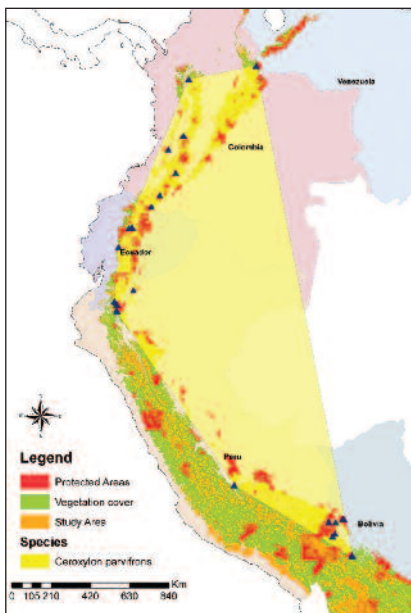 Venezuela
Colombia
Ecuador
Peru
Bolivia
Legend
Protected Areas
Vegetation cover
Study Area
Species
Ceroxylon parvifrons
Km
0 105 210 420 630 840